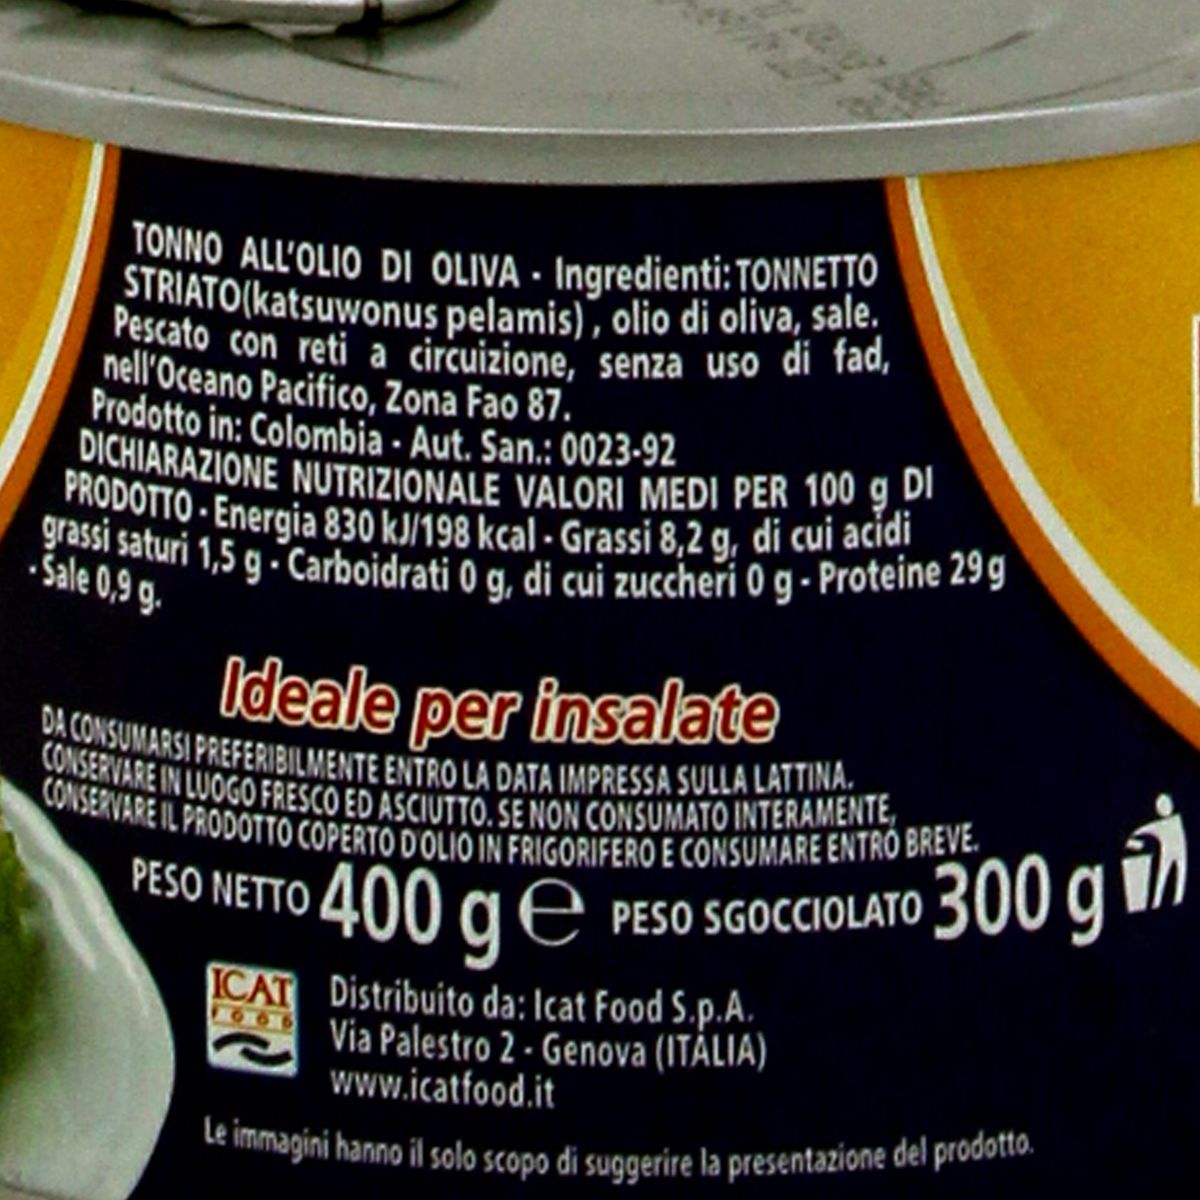 TONNO ALL'OLIO DI OLIVA - Ingredienti: TONNETTO
STRIATO(katsuwonus pelamis) , olio di oliva, sale.
Pescato con reti a circuizione, senza uso di fad,
nell'Oceano Pacifico, Zona Fao 87.
Prodotto in: Colombia - Aut. San.: 0023-92
DICHIARAZIONE NUTRIZIONALE VALORI MEDI PER 100 g DI
PRODOTTO - Energia 830 kJ/198 kcal - Grassi 8,2 g, di cui acidi
grassi saturi 1,5 g - Carboidrati 0 g, di cui zuccheri 0 g - Proteine 29 g
- Sale 0,9 g.
Ideale per insalate
DA CONSUMARSI PREFERIBILMENTE ENTRO LA DATA IMPRESSA SULLA LATTINA.
CONSERVARE IN LUOGO FRESCO ED ASCIUTTO. SE NON CONSUMATO INTERAMENTE,
CONSERVARE IL PRODOTTO COPERTO D'OLIO IN FRIGORIFERO E CONSUMARE ENTRO BREVE.
PESO NETTO 400 g ℮ PESO SGOCCIOLATO 300 g
ICAT
FOOD
Distribuito da: Icat Food S.p.A.
Via Palestro 2 - Genova (ITALIA)
www.icatfood.it
Le immagini hanno il solo scopo di suggerire la presentazione del prodotto.